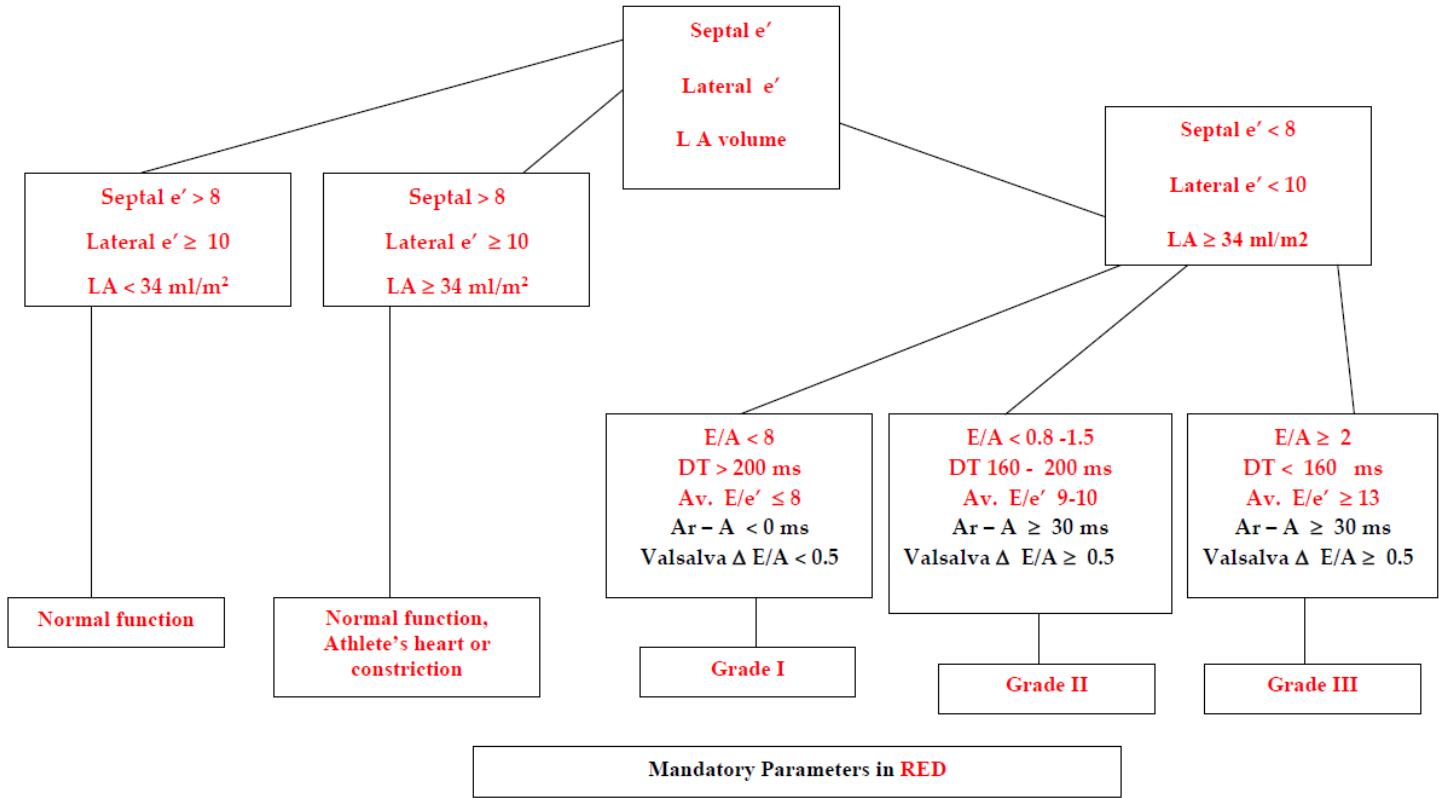 Septal e′
Lateral e′
L A volume
Septal e′ < 8
Lateral e′ < 10
LA ≥ 34 ml/m2
Septal e′ > 8
Lateral e′ ≥ 10
LA < 34 ml/m²
Septal > 8
Lateral e′ ≥ 10
LA ≥ 34 ml/m²
E/A < 8
DT > 200 ms
Av. E/e′ ≤ 8
Ar – A < 0 ms
Valsalva Δ E/A < 0.5
E/A < 0.8 -1.5
DT 160 - 200 ms
Av. E/e′ 9-10
Ar – A ≥ 30 ms
Valsalva Δ E/A ≥ 0.5
E/A ≥ 2
DT < 160 ms
Av. E/e′ ≥ 13
Ar – A ≥ 30 ms
Valsalva Δ E/A ≥ 0.5
Normal function
Normal function,
Athlete’s heart or
constriction
Grade I
Grade II
Grade III
Mandatory Parameters in RED